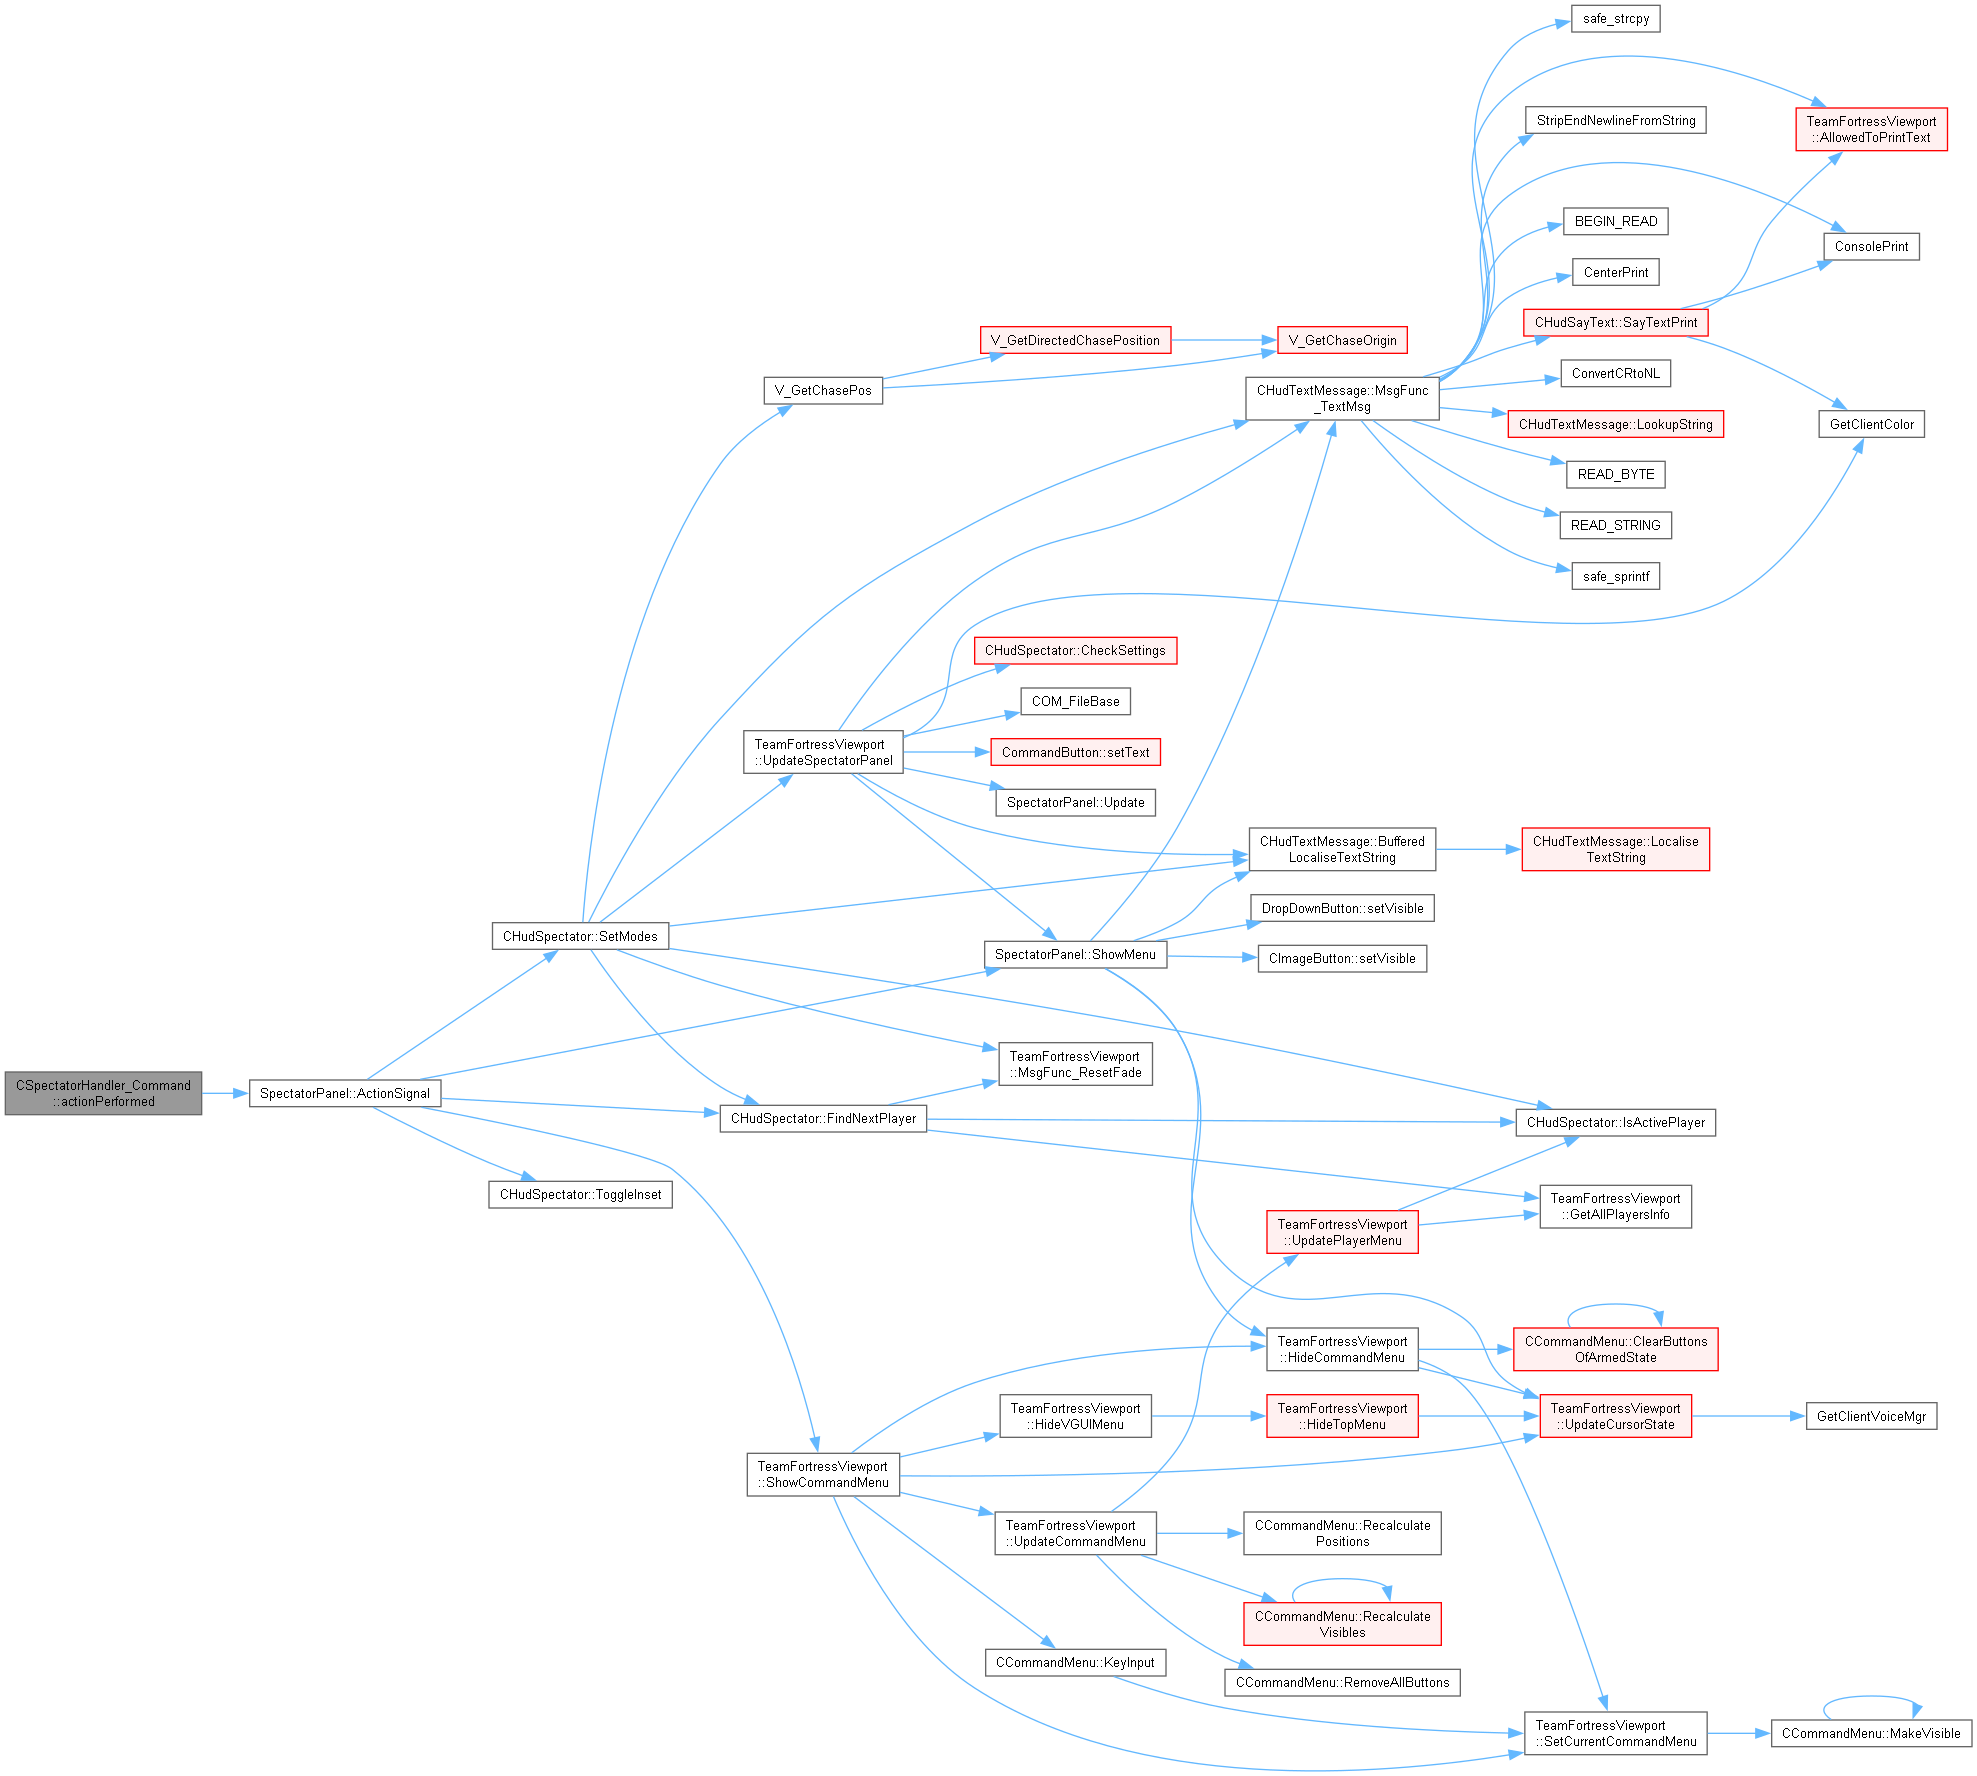 safe_strcpy
TeamFortressViewport
::AllowedToPrintText
StripEndNewlineFromString
BEGIN_READ
ConsolePrint
CenterPrint
CHudSayText::SayTextPrint
V_GetDirectedChasePosition
V_GetChaseOrigin
ConvertCRtoNL
V_GetChasePos
CHudTextMessage::MsgFunc
_TextMsg
CHudTextMessage::LookupString
GetClientColor
READ_BYTE
READ_STRING
safe_sprintf
CHudSpectator::CheckSettings
COM_FileBase
TeamFortressViewport
::UpdateSpectatorPanel
CommandButton::setText
SpectatorPanel::Update
CHudTextMessage::Buffered
LocaliseTextString
CHudTextMessage::Localise
TextString
DropDownButton::setVisible
CHudSpectator::SetModes
SpectatorPanel::ShowMenu
CImageButton::setVisible
TeamFortressViewport
::MsgFunc_ResetFade
CSpectatorHandler_Command
::actionPerformed
SpectatorPanel::ActionSignal
CHudSpectator::FindNextPlayer
CHudSpectator::IsActivePlayer
CHudSpectator::ToggleInset
TeamFortressViewport
::GetAllPlayersInfo
TeamFortressViewport
::UpdatePlayerMenu
TeamFortressViewport
::HideCommandMenu
CCommandMenu::ClearButtons
OfArmedState
TeamFortressViewport
::HideVGUIMenu
TeamFortressViewport
::HideTopMenu
TeamFortressViewport
::UpdateCursorState
GetClientVoiceMgr
TeamFortressViewport
::ShowCommandMenu
TeamFortressViewport
::UpdateCommandMenu
CCommandMenu::Recalculate
Positions
CCommandMenu::Recalculate
Visibles
CCommandMenu::KeyInput
CCommandMenu::RemoveAllButtons
TeamFortressViewport
::SetCurrentCommandMenu
CCommandMenu::MakeVisible